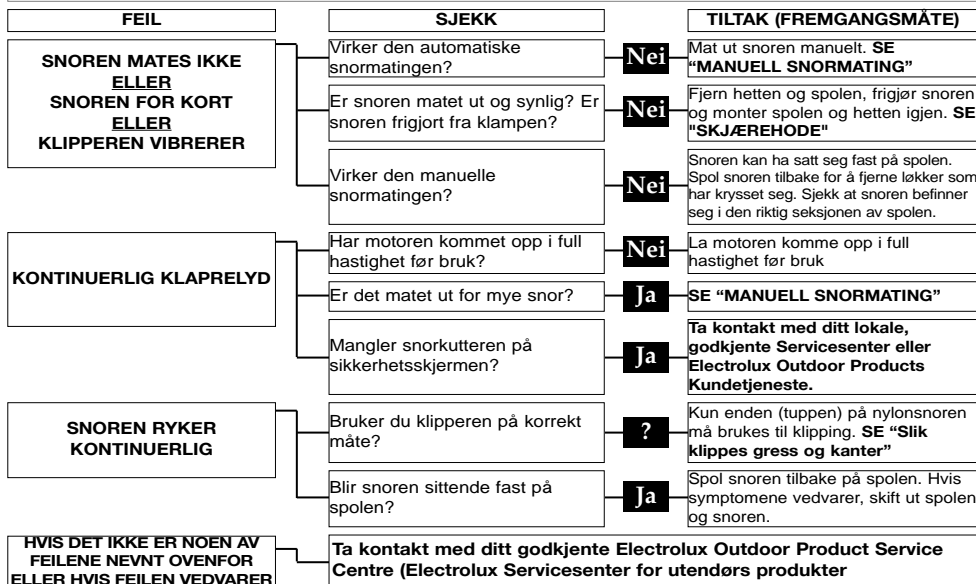 FEIL
SJEKK
TILTAK (FREMGANGSMÅTE)
SNOREN MATES IKKE
ELLER
SNOREN FOR KORT
ELLER
KLIPPEREN VIBRERER
Virker den automatiske
snormatingen?
Nei
Mat ut snoren manuelt. SE
“MANUELL SNORMATING”
Er snoren matet ut og synlig? Er
snoren frigjort fra klampen?
Nei
Fjern hetten og spolen, frigjør snoren
og monter spolen og hetten igjen. SE
"SKJÆREHODE"
Virker den manuelle
snormatingen?
Nei
Snoren kan ha satt seg fast på spolen.
Spol snoren tilbake for å fjerne løkker som
har krysset seg. Sjekk at snoren befinner
seg i den riktig seksjonen av spolen.
KONTINUERLIG KLAPRELYD
Har motoren kommet opp i full
hastighet før bruk?
Nei
La motoren komme opp i full
hastighet før bruk
Er det matet ut for mye snor?
Ja
SE “MANUELL SNORMATING”
Mangler snorkutteren på
sikkerhetsskjermen?
Ja
Ta kontakt med ditt lokale,
godkjente Servicesenter eller
Electrolux Outdoor Products
Kundetjeneste.
SNOREN RYKER
KONTINUERLIG
Bruker du klipperen på korrekt
måte?
?
Kun enden (tuppen) på nylonsnoren
må brukes til klipping. SE “Slik
klippes gress og kanter”
Blir snoren sittende fast på
spolen?
Ja
Spol snoren tilbake på spolen. Hvis
symptomene vedvarer, skift ut spolen
og snoren.
HVIS DET IKKE ER NOEN AV
FEILENE NEVNT OVENFOR
ELLER HVIS FEILEN VEDVARER
Ta kontakt med ditt godkjente Electrolux Outdoor Product Service
Centre (Electrolux Servicesenter for utendørs produkter